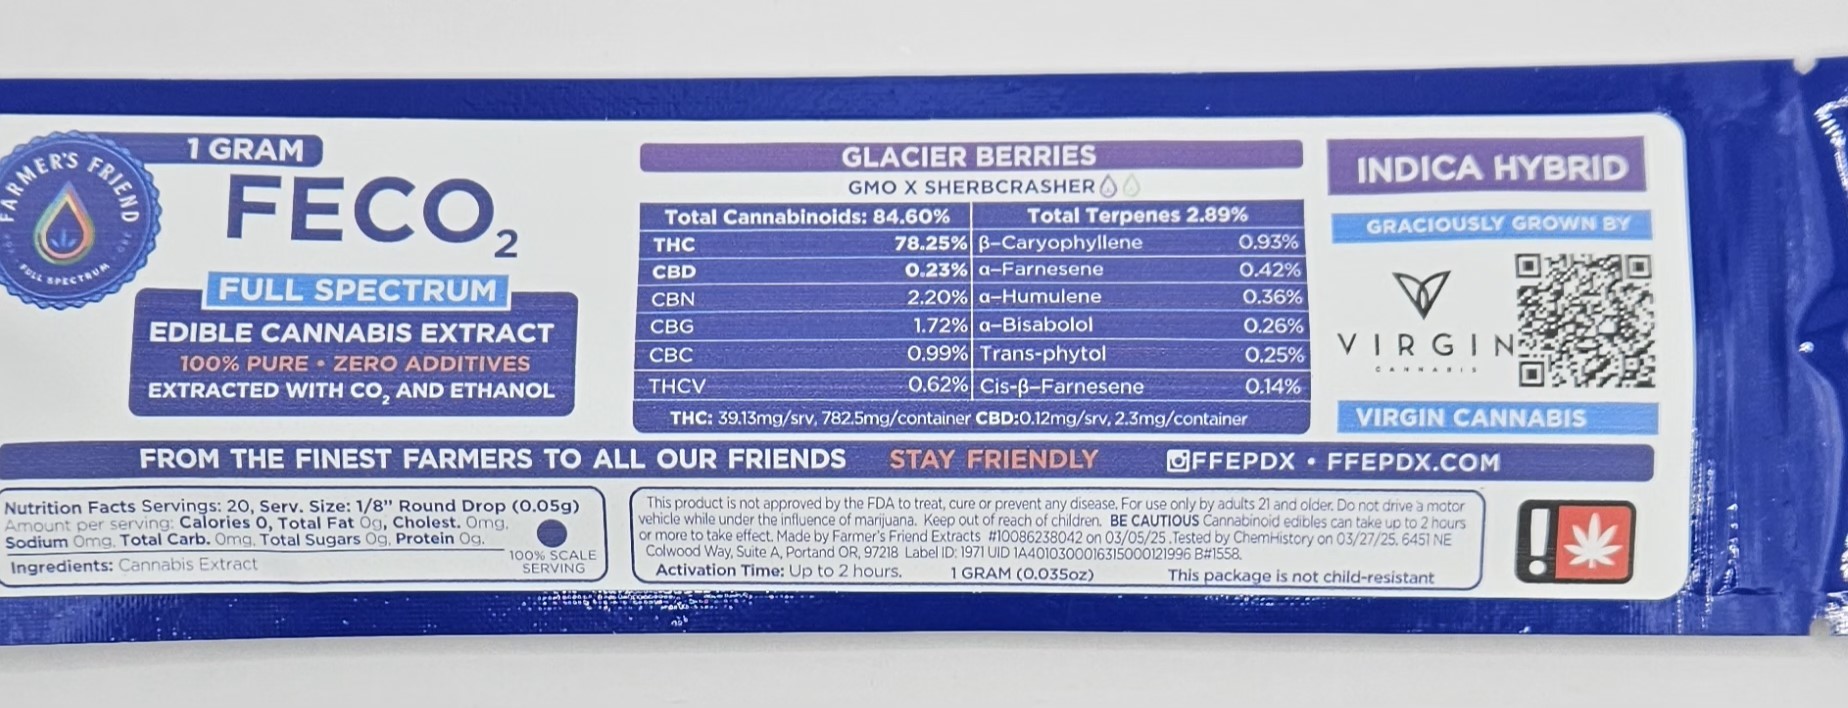 FARMER'S FRIEND
FULL SPECTRUM
1 GRAM
FECO₂
FULL SPECTRUM
EDIBLE CANNABIS EXTRACT
100% PURE • ZERO ADDITIVES
EXTRACTED WITH CO₂ AND ETHANOL
GLACIER BERRIES
GMO X SHERBCRASHER
Total Cannabinoids: 84.60% Total Terpenes 2.89%
THC 78.25% β–Caryophyllene 0.93%
CBD 0.23% α–Farnesene 0.42%
CBN 2.20% α–Humulene 0.36%
CBG 1.72% α–Bisabolol 0.26%
CBC 0.99% Trans-phytol 0.25%
THCV 0.62% Cis-β–Farnesene 0.14%
THC: 39.13mg/srv, 782.5mg/container CBD:0.12mg/srv, 2.3mg/container
INDICA HYBRID
GRACIOUSLY GROWN BY
VIRGIN
CANNABIS
VIRGIN CANNABIS
FROM THE FINEST FARMERS TO ALL OUR FRIENDS STAY FRIENDLY FFEPDX • FFEPDX.COM
Nutrition Facts Servings: 20, Serv. Size: 1/8" Round Drop (0.05g)
Amount per serving: Calories 0, Total Fat 0g, Cholest. 0mg,
Sodium 0mg, Total Carb. 0mg, Total Sugars 0g, Protein 0g.
Ingredients: Cannabis Extract
100% SCALE
SERVING
This product is not approved by the FDA to treat, cure or prevent any disease. For use only by adults 21 and older. Do not drive a motor
vehicle while under the influence of marijuana. Keep out of reach of children. BE CAUTIOUS Cannabinoid edibles can take up to 2 hours
or more to take effect. Made by Farmer's Friend Extracts #10086238042 on 03/05/25 .Tested by ChemHistory on 03/27/25. 6451 NE
Colwood Way, Suite A, Portand OR, 97218 Label ID: 1971 UID 1A4010300016315000121996 B#1558.
Activation Time: Up to 2 hours. 1 GRAM (0.035oz) This package is not child-resistant
!